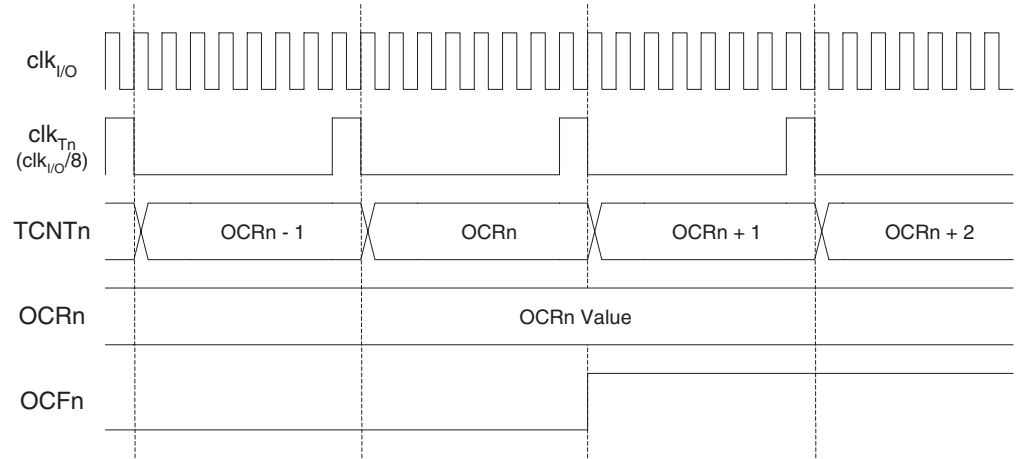 clkI/O
clkTn
(clkI/O/8)
TCNTn OCRn - 1 OCRn OCRn + 1 OCRn + 2
OCRn OCRn Value
OCFn